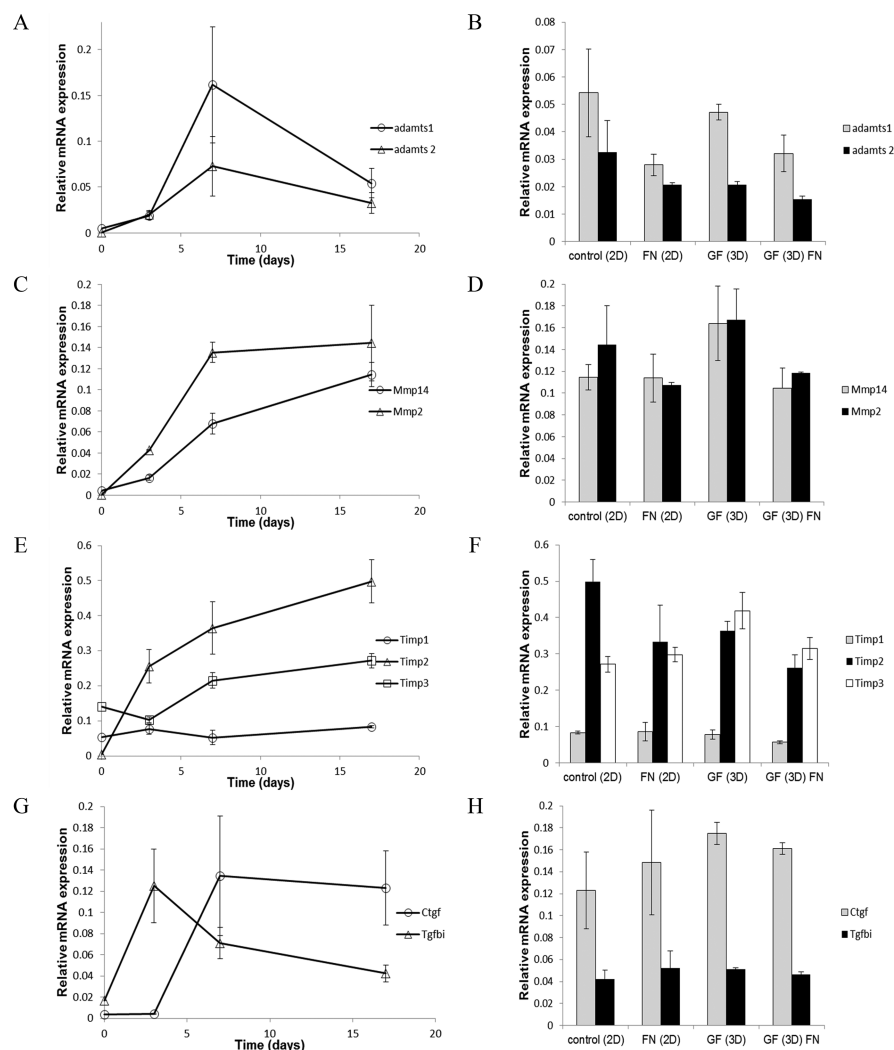 A
Relative mRNA expression
0.2
0.15
0.1
0.05
0
0 5 10 15 20
Time (days)
adamts1
adamts 2
B
Relative mRNA expression
0.08
0.07
0.06
0.05
0.04
0.03
0.02
0.01
0
control (2D) FN (2D) GF (3D) GF (3D) FN
adamts1
adamts 2
C
Relative mRNA expression
0.2
0.18
0.16
0.14
0.12
0.1
0.08
0.06
0.04
0.02
0
0 5 10 15 20
Time (days)
Mmp14
Mmp2
D
Relative mRNA expression
0.2
0.18
0.16
0.14
0.12
0.1
0.08
0.06
0.04
0.02
0
control (2D) FN (2D) GF (3D) GF (3D) FN
Mmp14
Mmp2
E
Relative mRNA expression
0.6
0.5
0.4
0.3
0.2
0.1
0
0 5 10 15 20
Time (days)
Timp1
Timp2
Timp3
F
Relative mRNA expression
0.6
0.5
0.4
0.3
0.2
0.1
0
control (2D) FN (2D) GF (3D) GF (3D) FN
Timp1
Timp2
Timp3
G
Relative mRNA expression
0.2
0.18
0.16
0.14
0.12
0.1
0.08
0.06
0.04
0.02
0
0 5 10 15 20
Time (days)
Ctgf
Tgfbi
H
Relative mRNA expression
0.2
0.18
0.16
0.14
0.12
0.1
0.08
0.06
0.04
0.02
0
control (2D) FN (2D) GF (3D) GF (3D) FN
Ctgf
Tgfbi